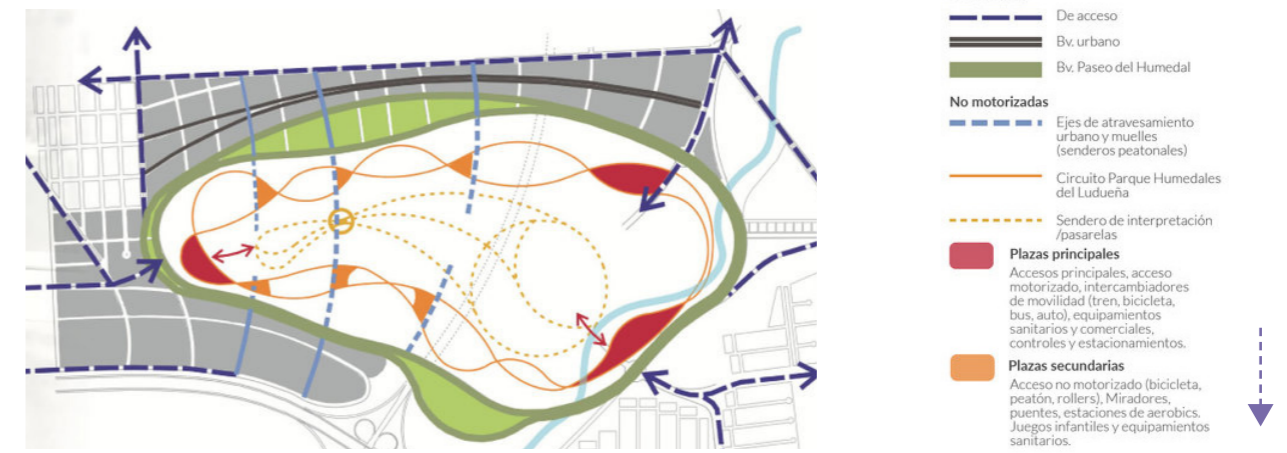 De acceso
Bv. urbano
Bv. Paseo del Humedal
No motorizadas
Ejes de atravesamiento
urbano y muelles
(senderos peatonales)
Circuito Parque Humedales
del Ludueña
Sendero de interpretación
/pasarelas
Plazas principales
Accesos principales, acceso
motorizado, intercambiadores
de movilidad (tren, bicicleta,
bus, auto), equipamientos
sanitarios y comerciales,
controles y estacionamientos.
Plazas secundarias
Acceso no motorizado (bicicleta,
peatón, rollers), Miradores,
puentes, estaciones de aerobics.
Juegos infantiles y equipamientos
sanitarios.